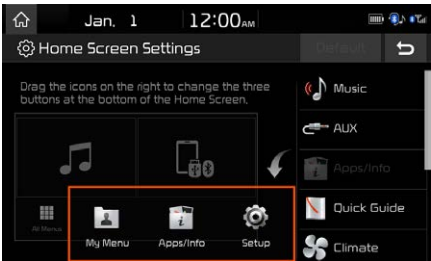 Jan. 1 12:00AM
Home Screen Settings Default
Drag the icons on the right to change the three
buttons at the bottom of the Home Screen.
Music
AUX
Apps/Info
Quick Guide
Climate
All Menus
My Menu Apps/Info Setup